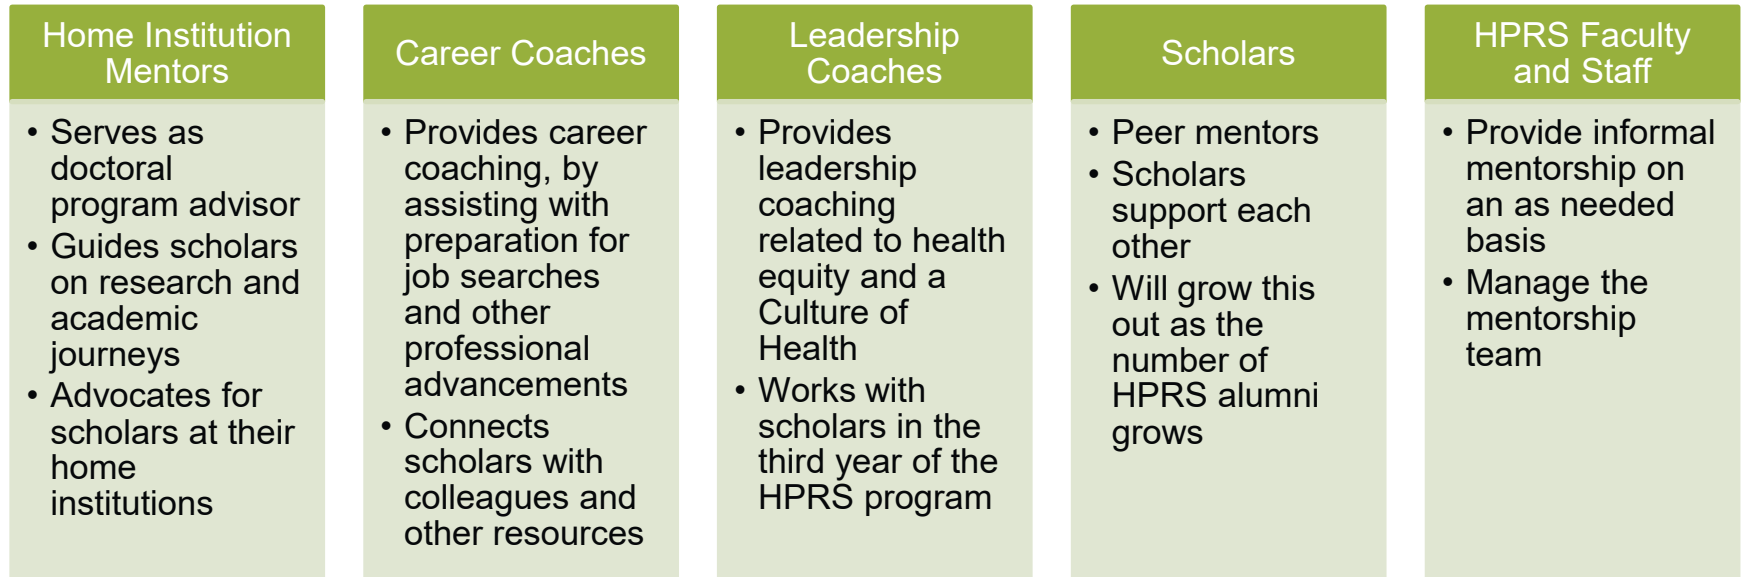 Home Institution
Mentors
• Serves as
doctoral
program advisor
• Guides scholars
on research and
academic
journeys
• Advocates for
scholars at their
home
institutions
Career Coaches
• Provides career
coaching, by
assisting with
preparation for
job searches
and other
professional
advancements
• Connects
scholars with
colleagues and
other resources
Leadership
Coaches
• Provides
leadership
coaching
related to health
equity and a
Culture of
Health
• Works with
scholars in the
third year of the
HPRS program
Scholars
• Peer mentors
• Scholars
support each
other
• Will grow this
out as the
number of
HPRS alumni
grows
HPRS Faculty
and Staff
• Provide informal
mentorship on
an as needed
basis
• Manage the
mentorship
team